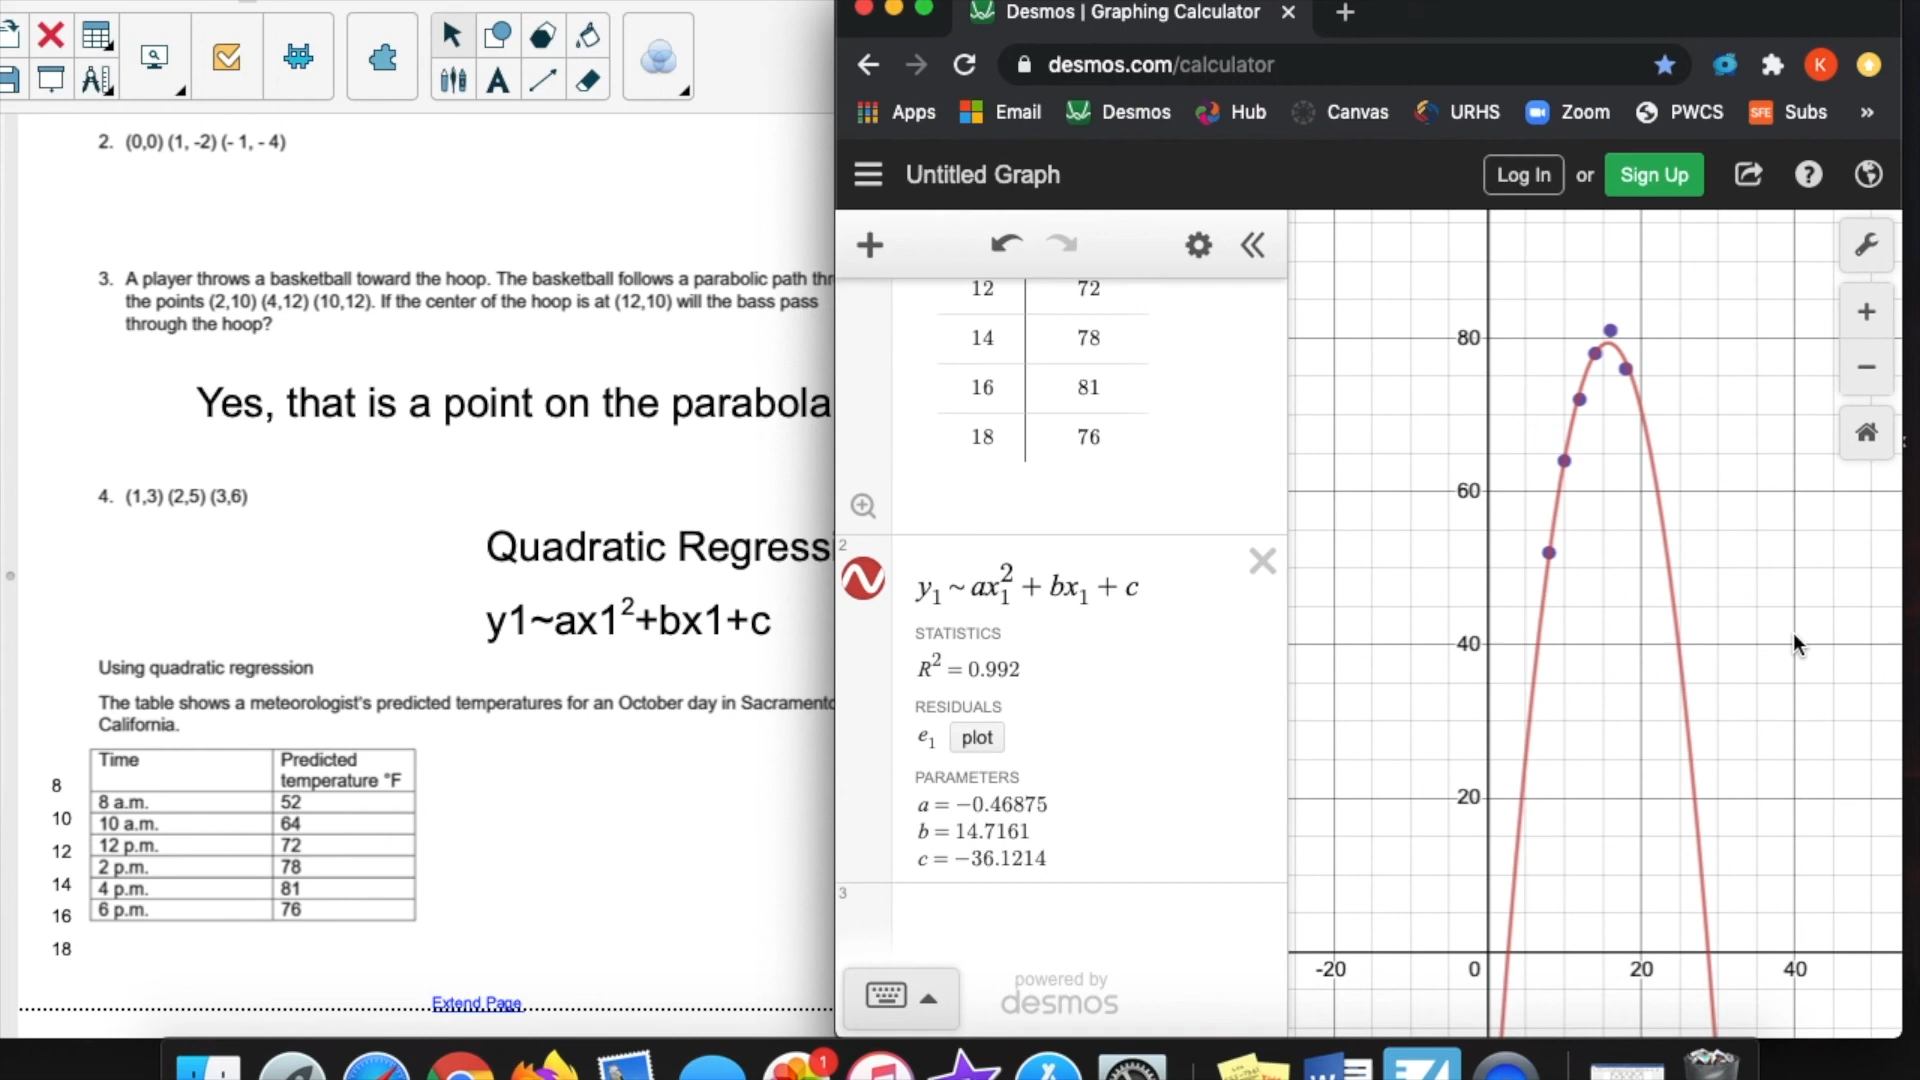 2. (0,0) (1, -2) (- 1, - 4)
3. A player throws a basketball toward the hoop. The basketball follows a parabolic path thr
the points (2,10) (4,12) (10,12). If the center of the hoop is at (12,10) will the bass pass
through the hoop?
Yes, that is a point on the parabola
4. (1,3) (2,5) (3,6)
Quadratic Regressi
y1~ax1²+bx1+c
Using quadratic regression
The table shows a meteorologist's predicted temperatures for an October day in Sacramento
California.
Time Predicted
temperature °F
8 8 a.m. 52
10 10 a.m. 64
12 12 p.m. 72
14 2 p.m. 78
16 4 p.m. 81
18 6 p.m. 76
Extend Page
Desmos | Graphing Calculator
desmos.com/calculator
K
Apps Email Desmos Hub Canvas URHS Zoom PWCS SFE Subs »
Untitled Graph Log In or Sign Up
12 72
14 78
16 81
18 76
2
y₁ ~ ax₁² + bx₁ + c
STATISTICS
R² = 0.992
RESIDUALS
e₁ plot
PARAMETERS
a = −0.46875
b = 14.7161
c = −36.1214
3
powered by
desmos
80
60
40
20
-20 0 20 40
1